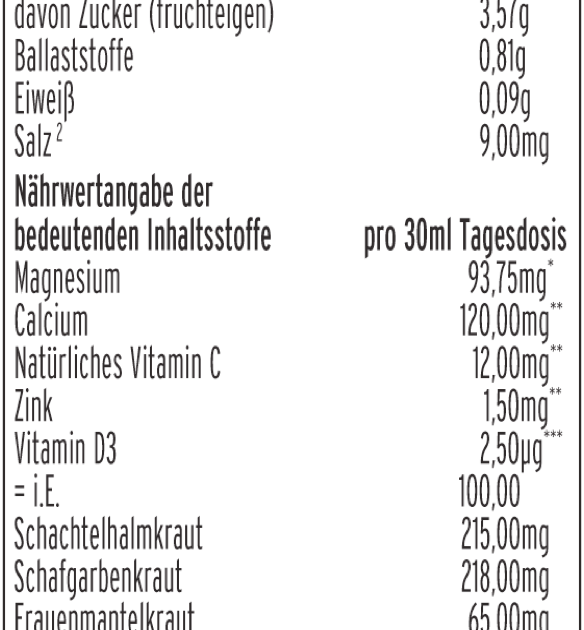 davon Zucker (fruchteigen) 3,57g
Ballaststoffe 0,81g
Eiweiß 0,09g
Salz ² 9,00mg
Nährwertangabe der
bedeutenden Inhaltsstoffe pro 30ml Tagesdosis
Magnesium 93,75mg*
Calcium 120,00mg**
Natürliches Vitamin C 12,00mg**
Zink 1,50mg**
Vitamin D3 2,50µg***
= i.E. 100,00
Schachtelhalmkraut 215,00mg
Schafgarbenkraut 218,00mg
Frauenmantelkraut 65,00mg